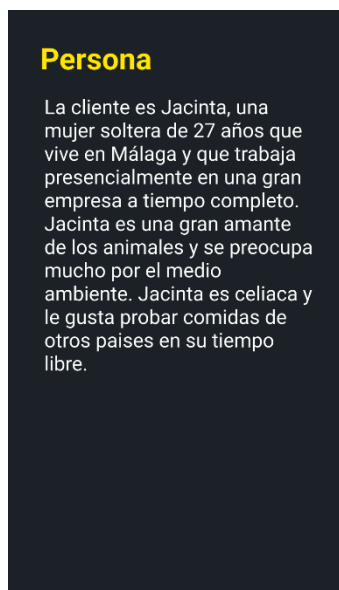 Persona
La cliente es Jacinta, una
mujer soltera de 27 años que
vive en Málaga y que trabaja
presencialmente en una gran
empresa a tiempo completo.
Jacinta es una gran amante
de los animales y se preocupa
mucho por el medio
ambiente. Jacinta es celiaca y
le gusta probar comidas de
otros paises en su tiempo
libre.